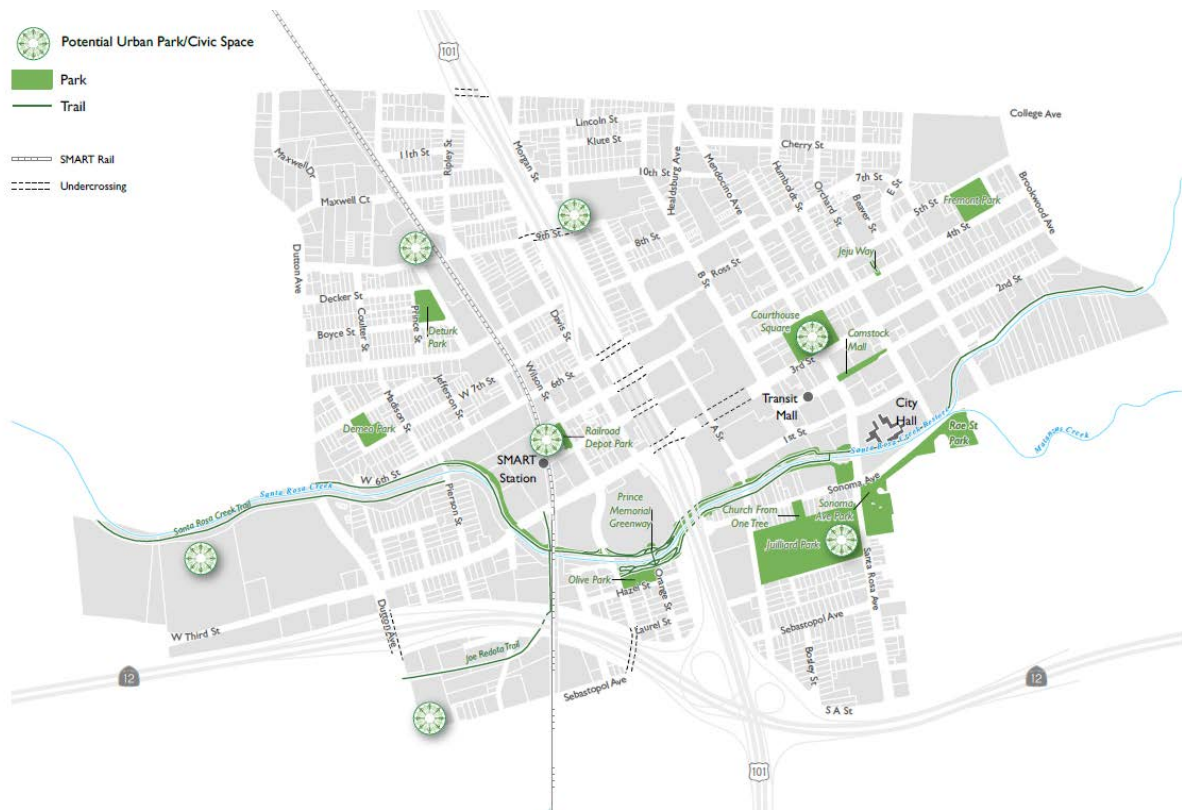 Potential Urban Park/Civic Space
Park
Trail
SMART Rail
Undercrossing
101
College Ave
Lincoln St
Klute St
Cherry St
Maxwell Dr
11th St
Ripley St
Morgan St
10th St
Healdsburg Ave
Mendocino Ave
Humboldt St
Orchard St
7th St
Beaver St
E St
5th St
Fremont Park
Brookwood Ave
Maxwell Ct
9th St
8th St
4th St
Dutton Ave
Ross St
B St
Jeju Way
2nd St
Decker St
Coulter St
Prince St
Boyce St
Deturk
Park
Davis St
Courthouse
Square
Comstock
Mall
3rd St
Wilson St
6th St
W 7th St
Jefferson St
Madison St
Demeo Park
Transit
Mall
City
Hall
1st St
A St
Railroad
Depot Park
SMART
Station
Santa Rosa Creek
Rae St
Park
Matanzas Creek
W 6th St
Santa Rosa Creek
Pierson St
Santa Rosa Creek Trail
Prince
Memorial
Greenway
Church From
One Tree
Sonoma Ave
Sonoma
Ave Park
Juilliard Park
Olive Park
Hazel St
Orange St
Laurel St
Santa Rosa Ave
Sebastopol Ave
Bosley St
W Third St
Dutton Ave
Joe Rodota Trail
Sebastopol Ave
S A St
12
12
101